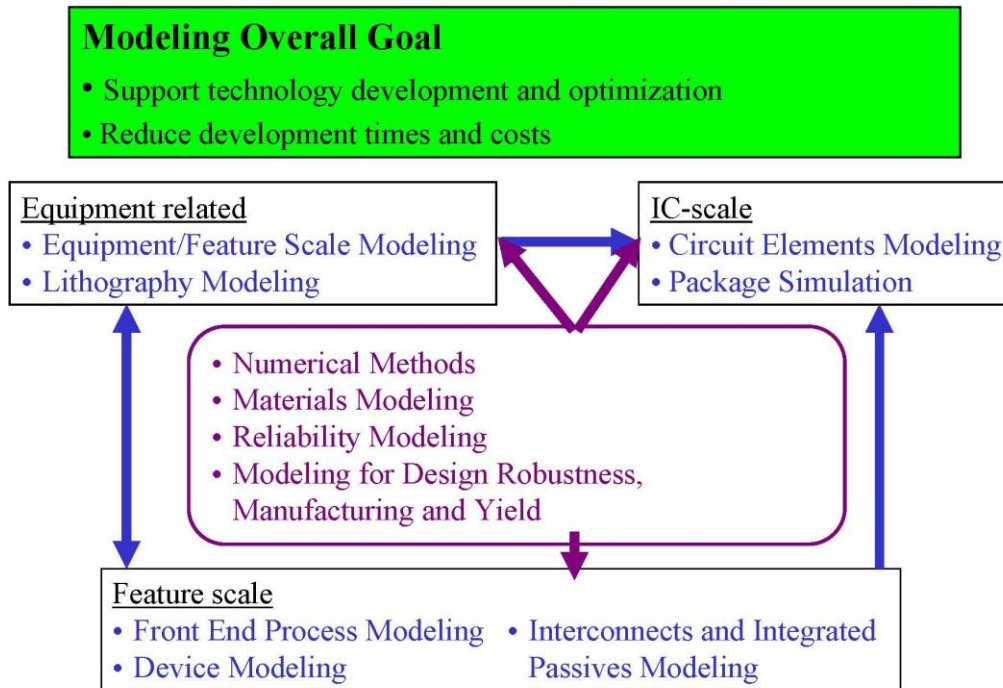 Modeling Overall Goal
• Support technology development and optimization
• Reduce development times and costs
Equipment related
• Equipment/Feature Scale Modeling
• Lithography Modeling
IC-scale
• Circuit Elements Modeling
• Package Simulation
• Numerical Methods
• Materials Modeling
• Reliability Modeling
• Modeling for Design Robustness,
Manufacturing and Yield
Feature scale
• Front End Process Modeling
• Device Modeling
• Interconnects and Integrated
Passives Modeling